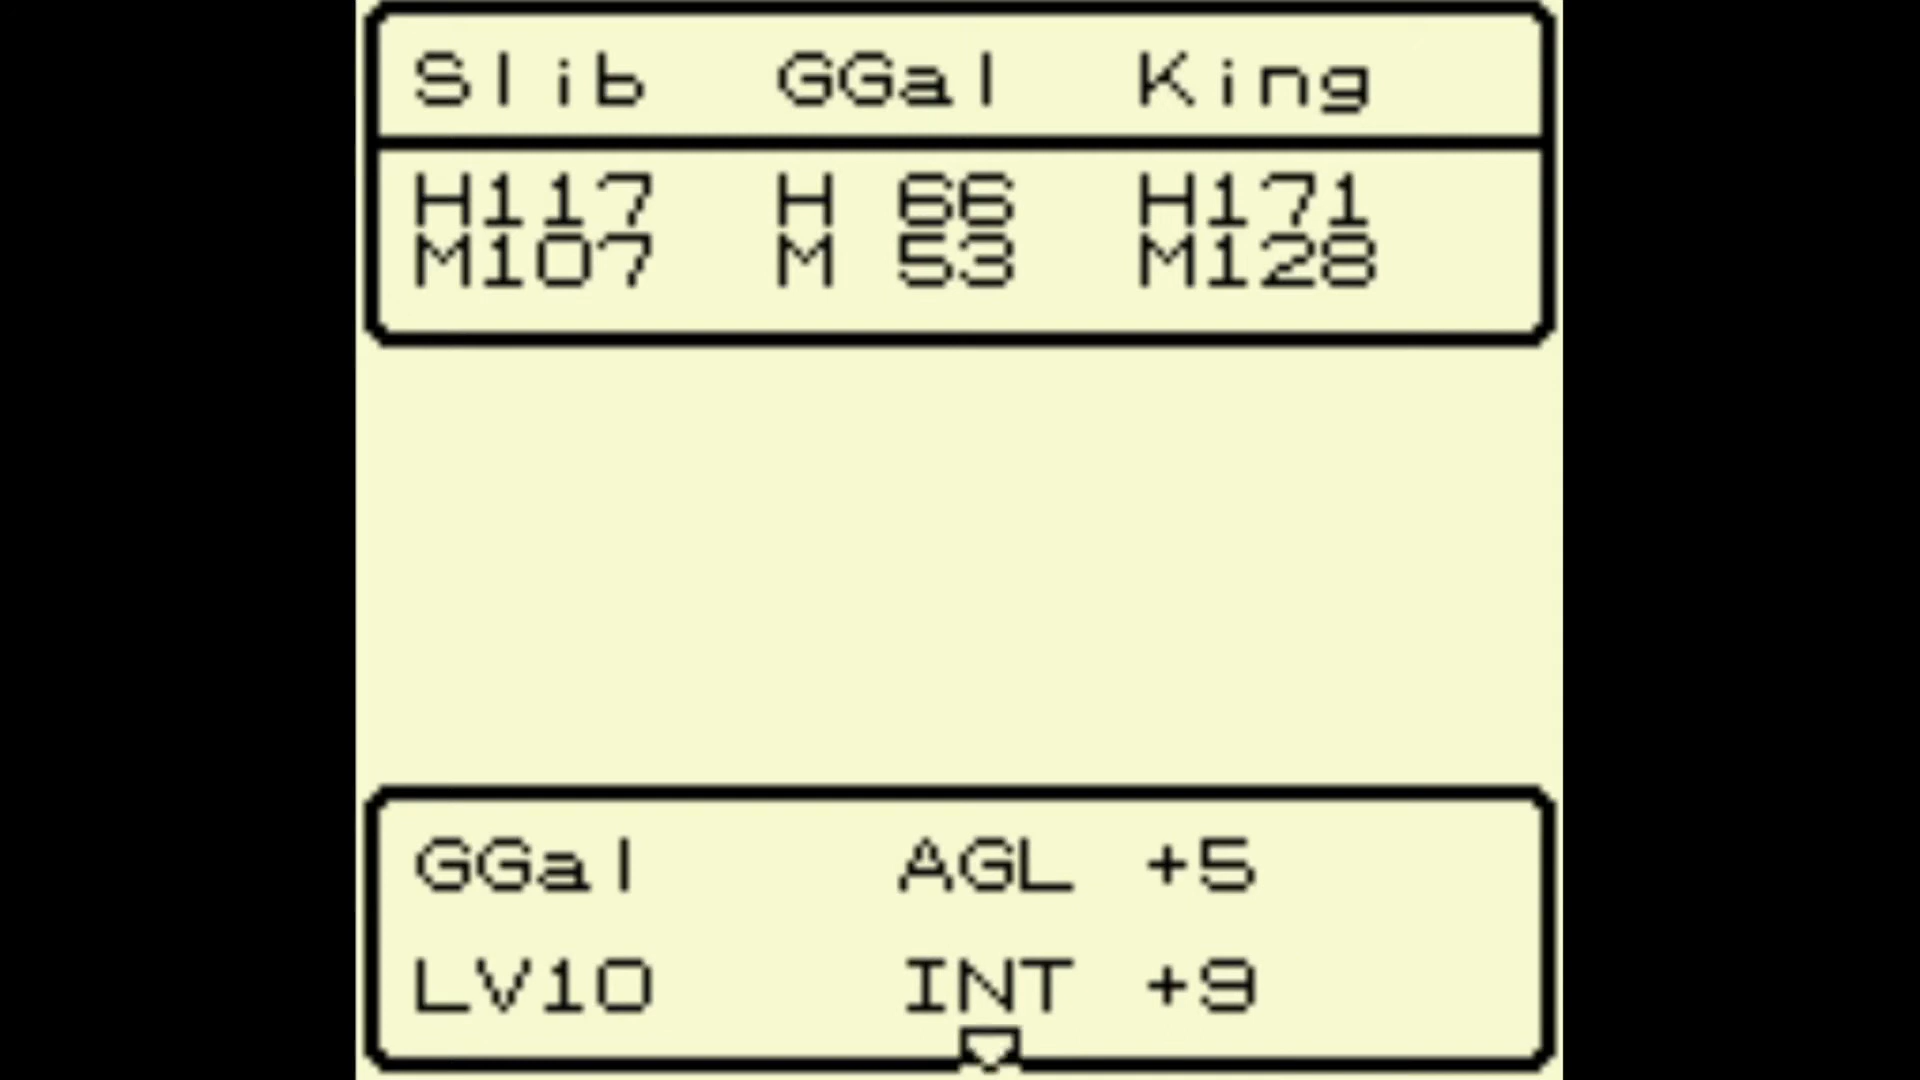 Slib GGal King
H117 H 66 H171
M107 M 53 M128
GGal AGL +5
LV10 INT +9